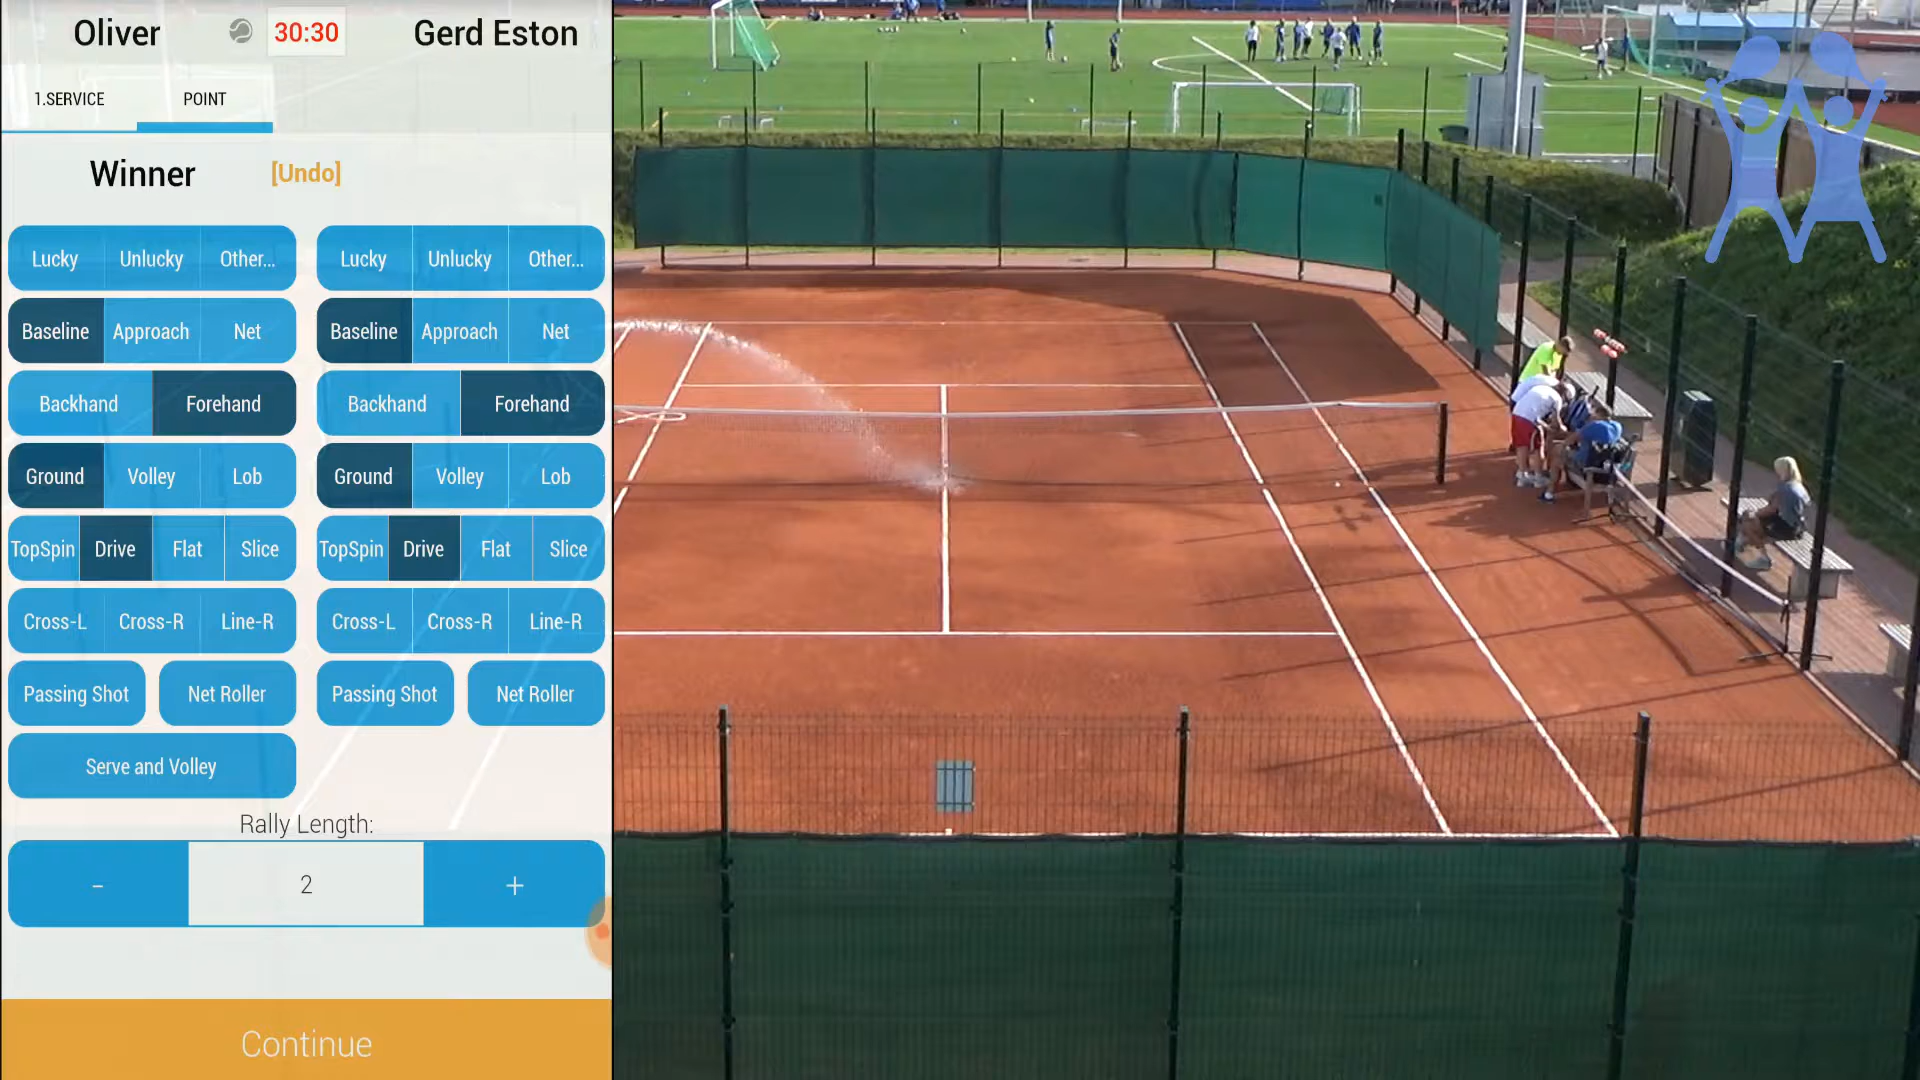 Oliver 30:30 Gerd Eston
1.SERVICE POINT
Winner [Undo]
Lucky Unlucky Other... Lucky Unlucky Other...
Baseline Approach Net Baseline Approach Net
Backhand Forehand Backhand Forehand
Ground Volley Lob Ground Volley Lob
TopSpin Drive Flat Slice TopSpin Drive Flat Slice
Cross-L Cross-R Line-R Cross-L Cross-R Line-R
Passing Shot Net Roller Passing Shot Net Roller
Serve and Volley
Rally Length:
- 2 +
Continue